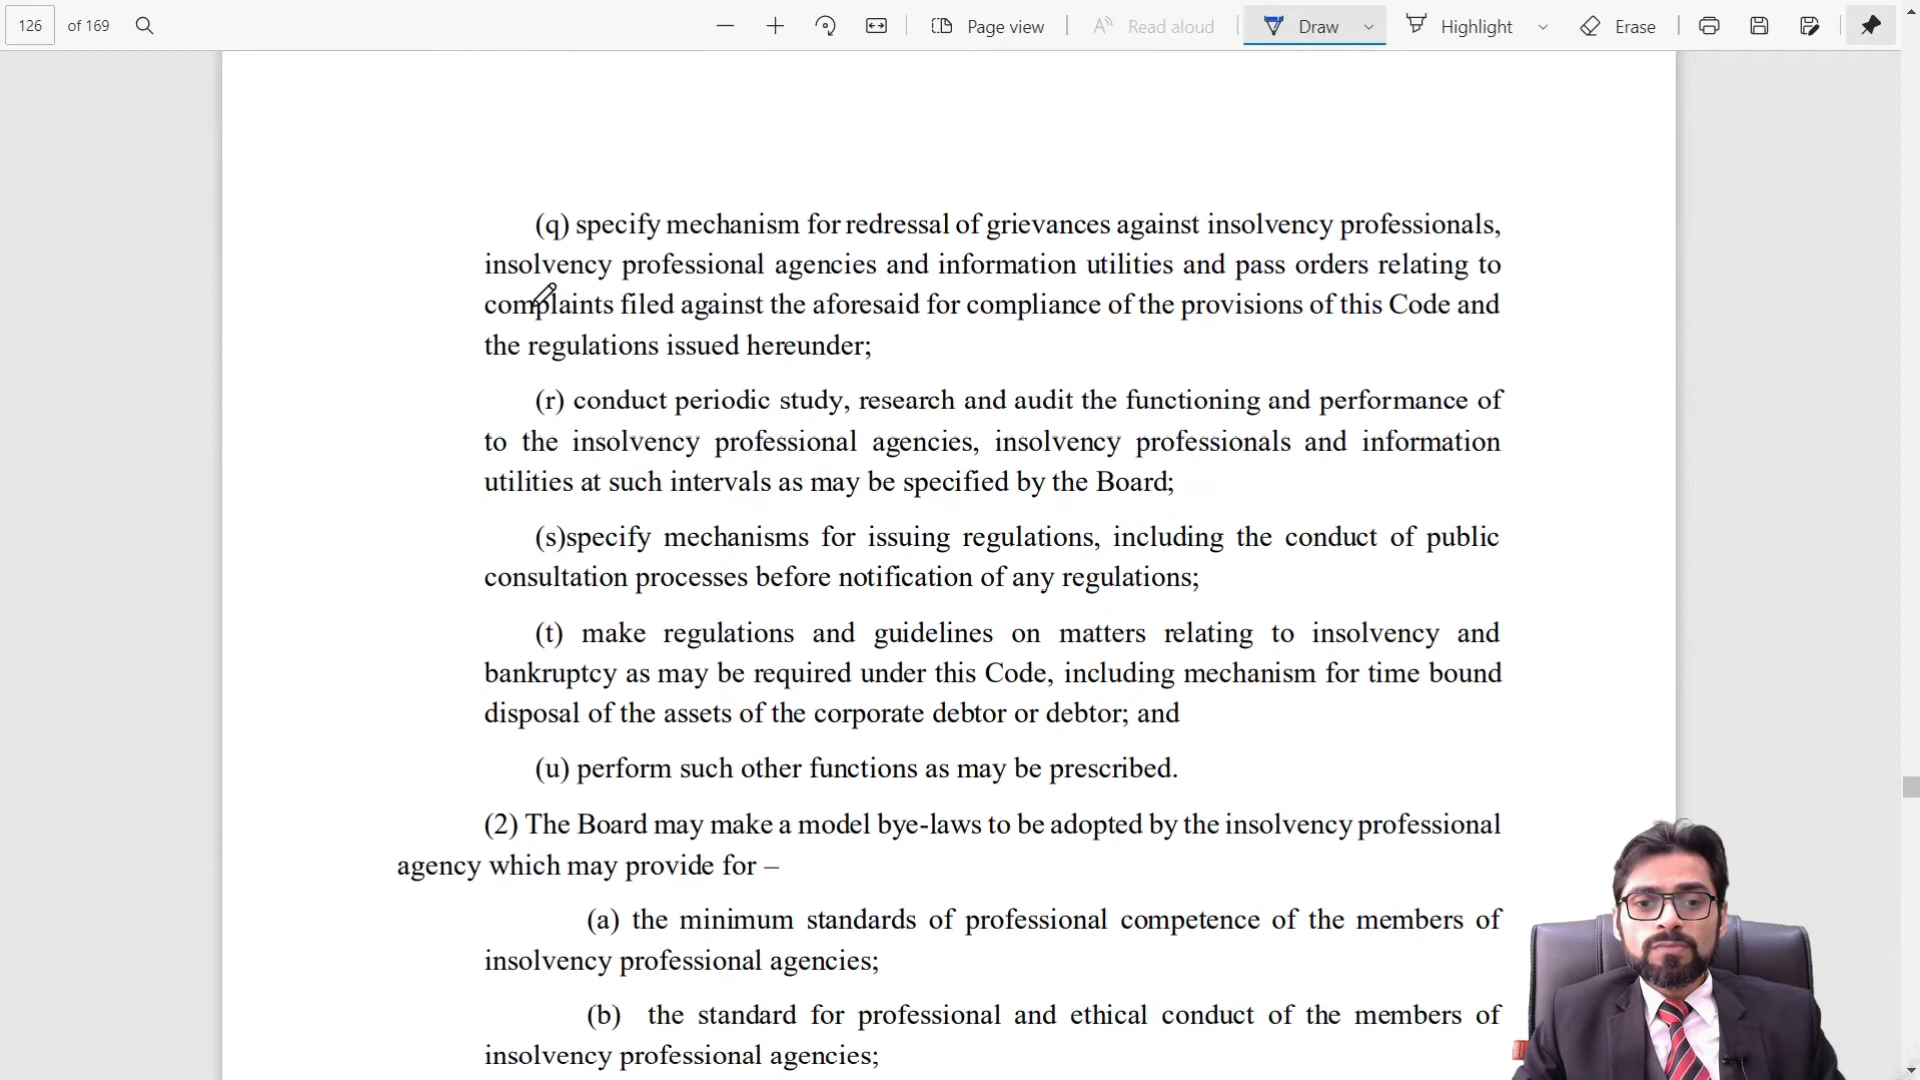 126 of 169 Page view Read aloud Draw Highlight Erase
(q) specify mechanism for redressal of grievances against insolvency professionals,
insolvency professional agencies and information utilities and pass orders relating to
complaints filed against the aforesaid for compliance of the provisions of this Code and
the regulations issued hereunder;
(r) conduct periodic study, research and audit the functioning and performance of
to the insolvency professional agencies, insolvency professionals and information
utilities at such intervals as may be specified by the Board;
(s)specify mechanisms for issuing regulations, including the conduct of public
consultation processes before notification of any regulations;
(t) make regulations and guidelines on matters relating to insolvency and
bankruptcy as may be required under this Code, including mechanism for time bound
disposal of the assets of the corporate debtor or debtor; and
(u) perform such other functions as may be prescribed.
(2) The Board may make a model bye-laws to be adopted by the insolvency professional
agency which may provide for –
(a) the minimum standards of professional competence of the members of
insolvency professional agencies;
(b) the standard for professional and ethical conduct of the members of
insolvency professional agencies;